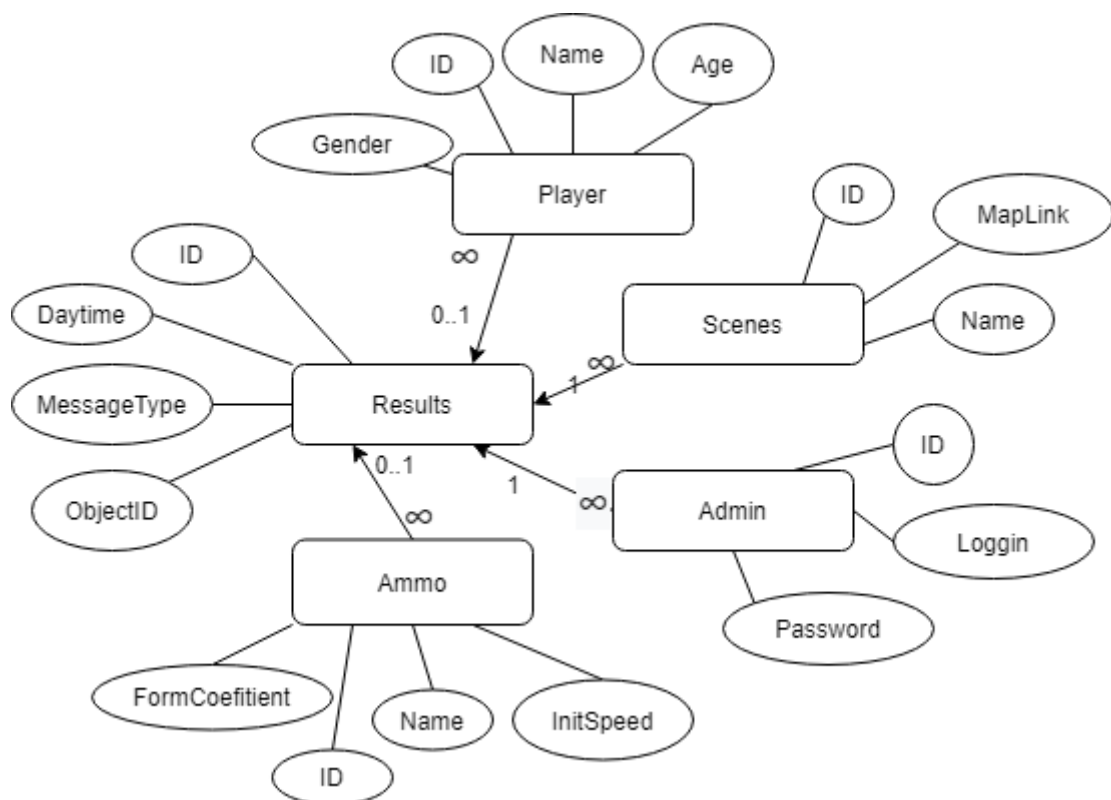 Name
ID
Age
Gender
Player
ID
MapLink
∞
ID
Daytime
0..1
Scenes
Name
∞
1
MessageType
Results
0..1
1
ID
∞
Admin
ObjectID
∞
Loggin
Ammo
Password
FormCoefitient
Name
InitSpeed
ID